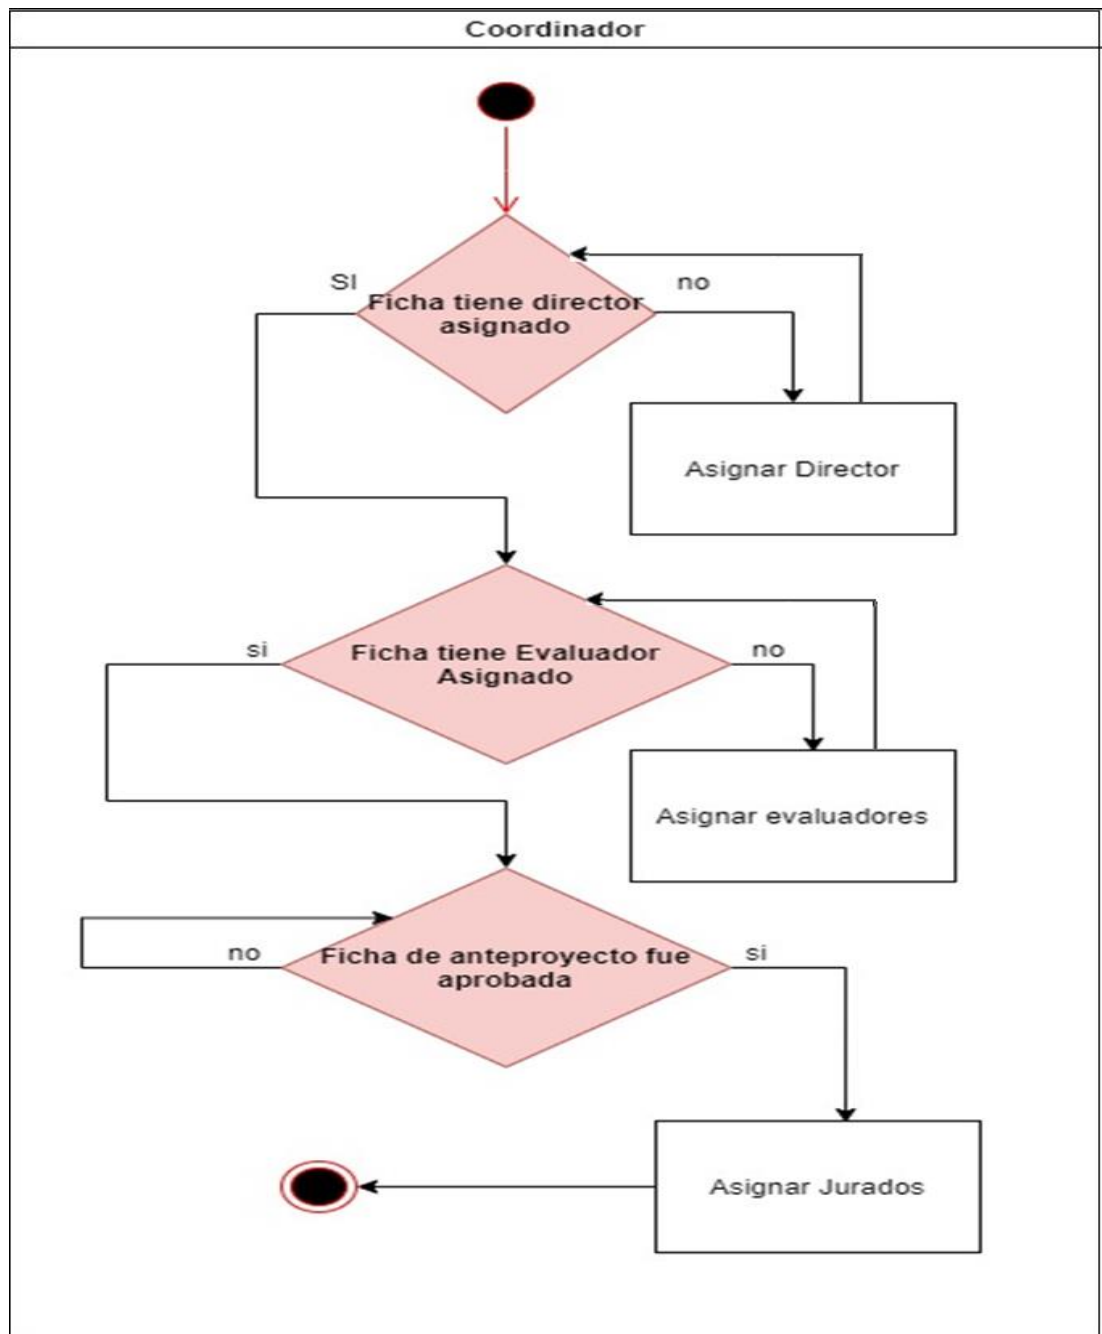 Coordinador
SI
no
Ficha tiene director
asignado
Asignar Director
si
no
Ficha tiene Evaluador
Asignado
Asignar evaluadores
no
si
Ficha de anteproyecto fue
aprobada
Asignar Jurados